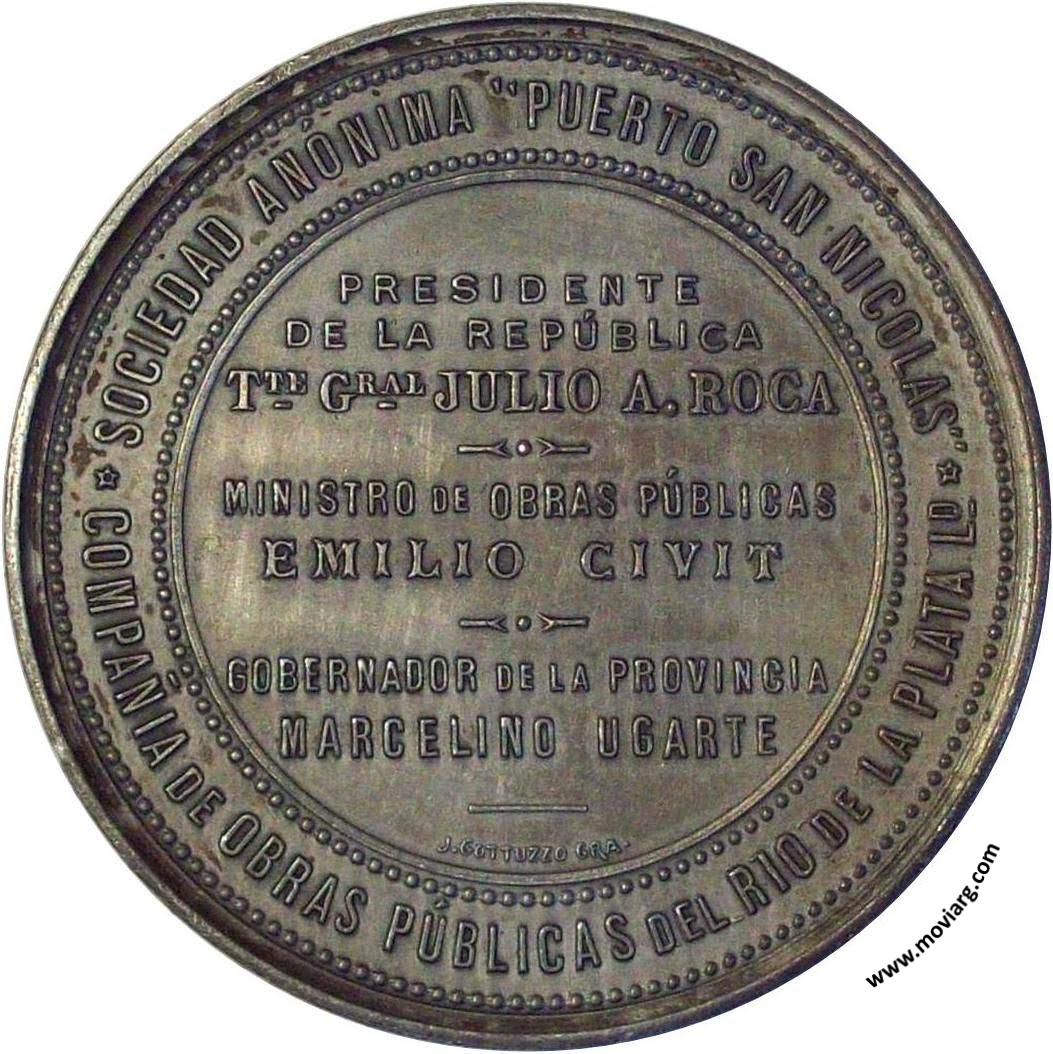 SOCIEDAD ANÓNIMA "PUERTO SAN NICOLAS"
PRESIDENTE
DE LA REPÚBLICA
TTE GRAL JULIO A. ROCA
MINISTRO DE OBRAS PÚBLICAS
EMILIO CIVIT
GOBERNADOR DE LA PROVINCIA
MARCELINO UGARTE
J. GOTTUZZO GRA.
COMPAÑIA DE OBRAS PÚBLICAS DEL RIO DE LA PLATA LD
www.moviarg.com